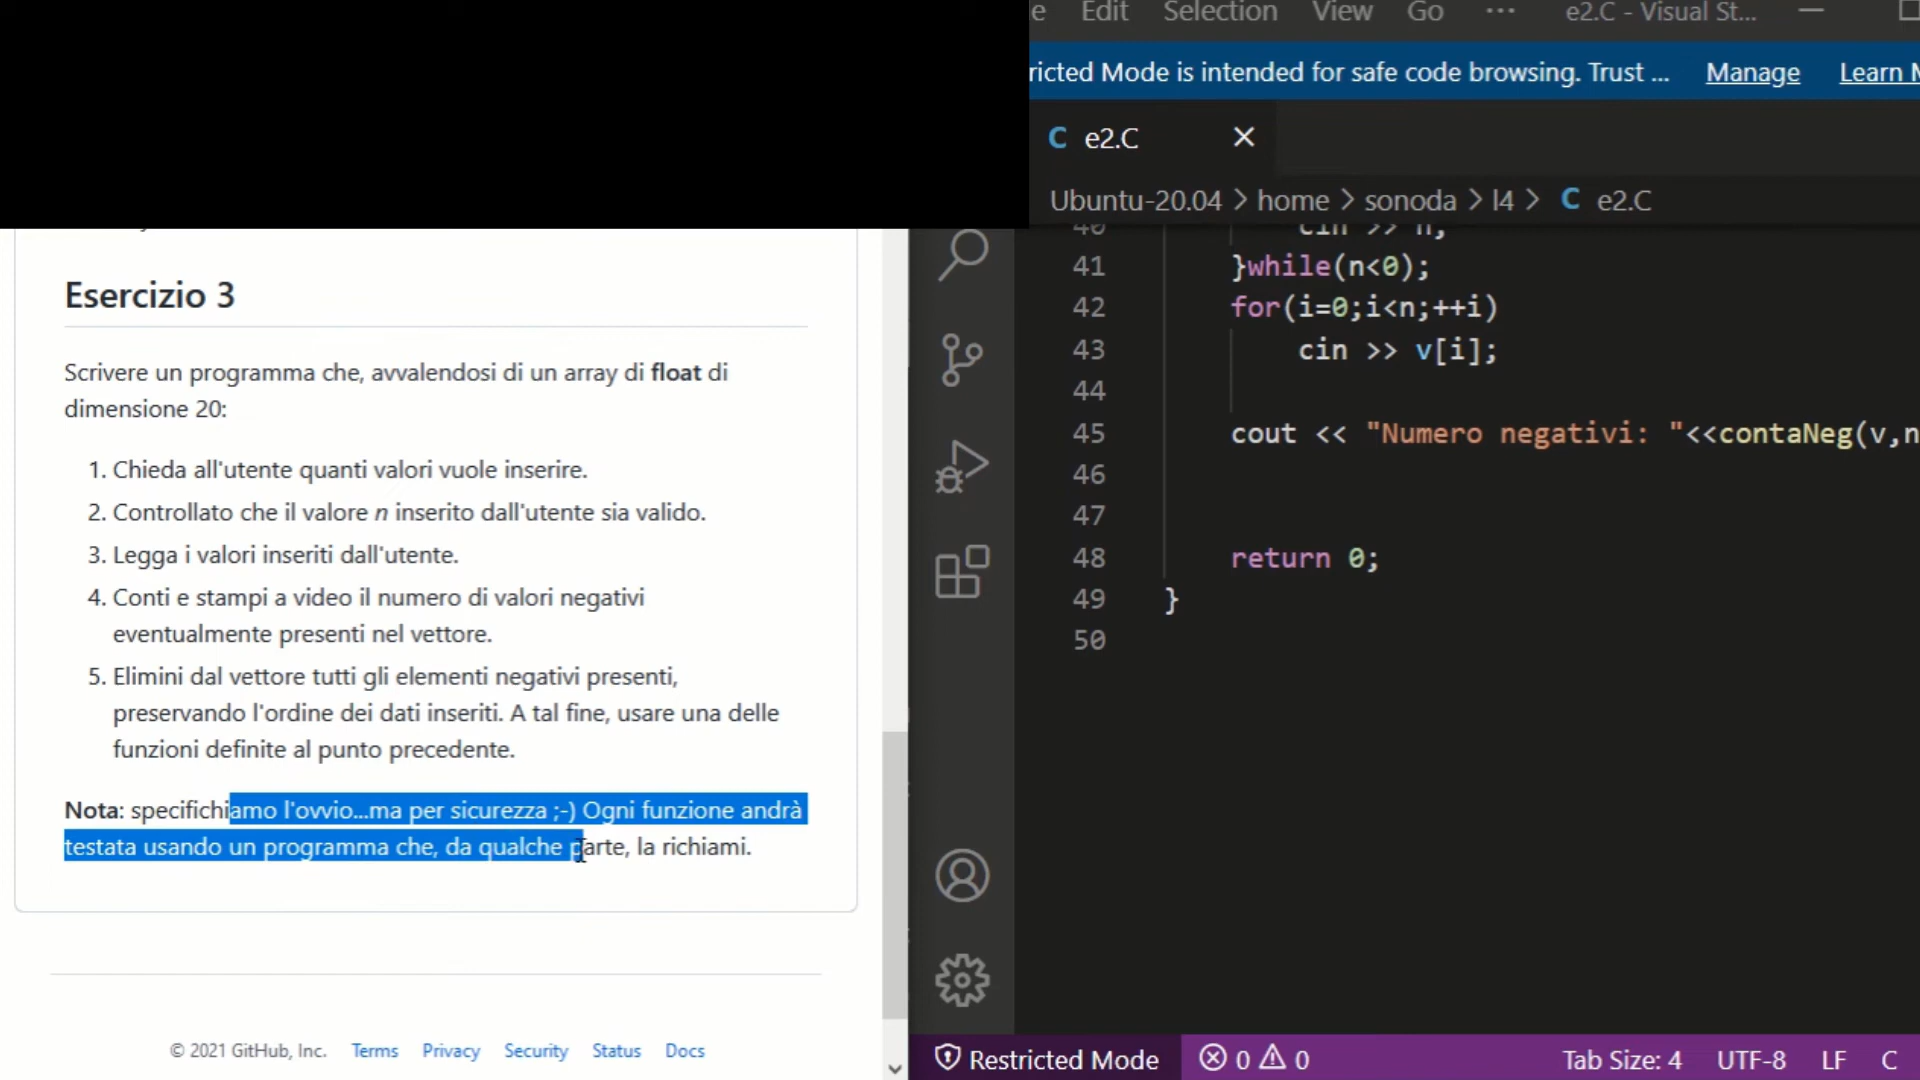 Esercizio 3
Scrivere un programma che, avvalendosi di un array di float di
dimensione 20:
1. Chieda all'utente quanti valori vuole inserire.
2. Controllato che il valore n inserito dall'utente sia valido.
3. Legga i valori inseriti dall'utente.
4. Conti e stampi a video il numero di valori negativi
eventualmente presenti nel vettore.
5. Elimini dal vettore tutti gli elementi negativi presenti,
preservando l'ordine dei dati inseriti. A tal fine, usare una delle
funzioni definite al punto precedente.
Nota: specifichiamo l'ovvio...ma per sicurezza ;-) Ogni funzione andrà
testata usando un programma che, da qualche parte, la richiami.
© 2021 GitHub, Inc. Terms Privacy Security Status Docs
e Edit Selection View Go ··· e2.C - Visual St...
ricted Mode is intended for safe code browsing. Trust ... Manage Learn M
C e2.C
Ubuntu-20.04 > home > sonoda > l4 > C e2.C
40 cin >> n;
41 }while(n<0);
42 for(i=0;i<n;++i)
43 cin >> v[i];
44
45 cout << "Numero negativi: "<<contaNeg(v,n
46
47
48 return 0;
49 }
50
Restricted Mode 0 0 Tab Size: 4 UTF-8 LF C